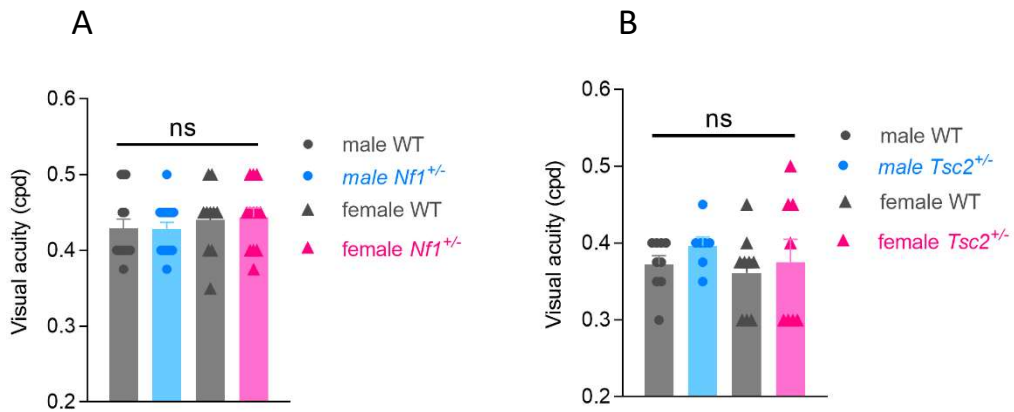 A
Visual acuity (cpd)
0.6
0.5
0.4
0.3
0.2
ns
male WT
male Nf1+/-
female WT
female Nf1+/-
B
Visual acuity (cpd)
0.6
0.5
0.4
0.3
0.2
ns
male WT
male Tsc2+/-
female WT
female Tsc2+/-